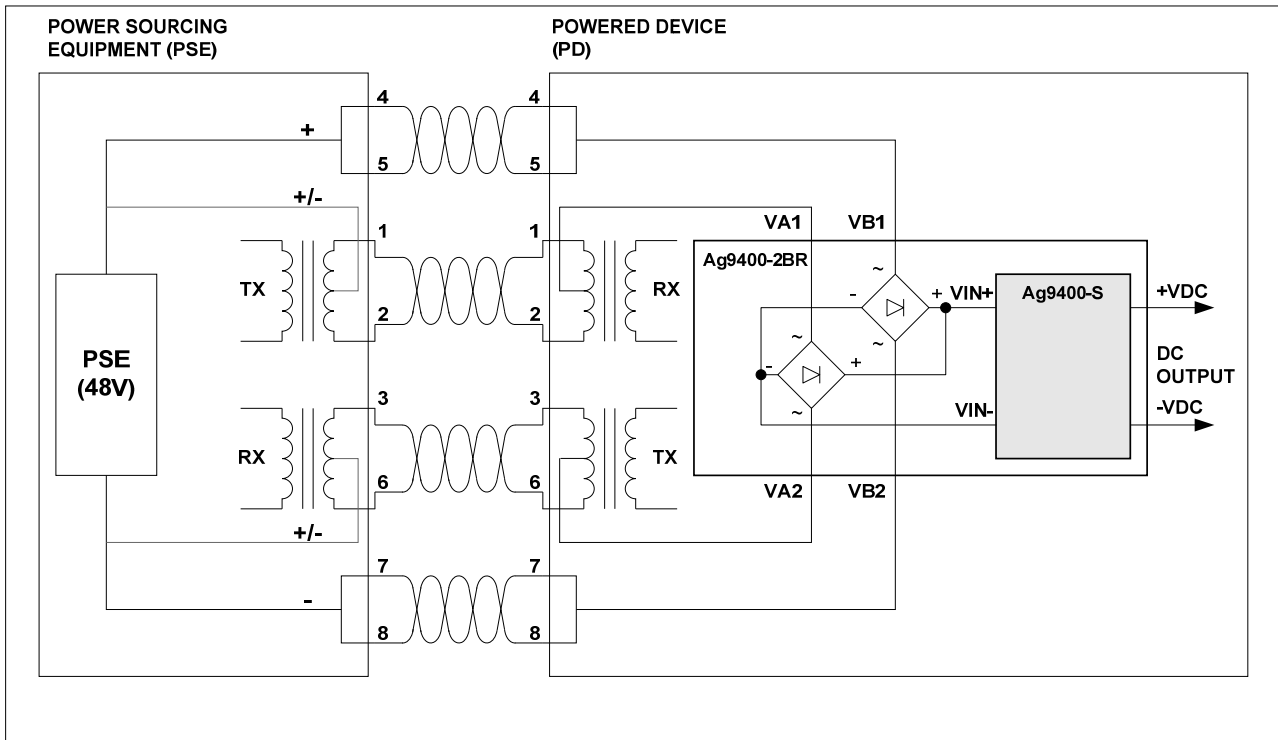 POWER SOURCING
EQUIPMENT (PSE)
POWERED DEVICE
(PD)
4
4
+
5
5
+/-
1
1
VA1
VB1
TX
RX
Ag9400-2BR
~
-
+
VIN+
Ag9400-S
+VDC
2
2
~
~
PSE
(48V)
-
+
DC
OUTPUT
3
3
~
VIN-
-VDC
RX
TX
6
6
VA2
VB2
+/-
7
7
-
8
8